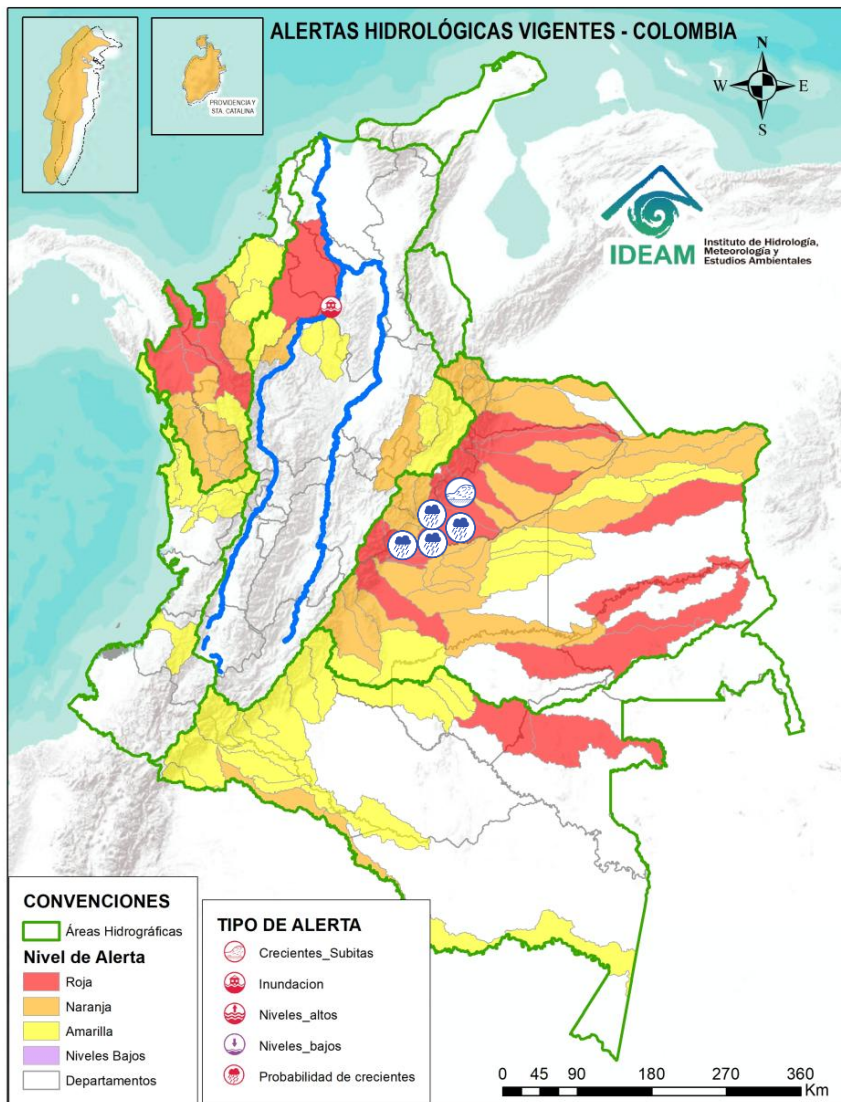 ALERTAS HIDROLÓGICAS VIGENTES - COLOMBIA
PROVIDENCIA Y
STA. CATALINA
N
W
E
S
IDEAM
Instituto de Hidrología,
Meteorología y
Estudios Ambientales
CONVENCIONES
Áreas Hidrográficas
Nivel de Alerta
Roja
Naranja
Amarilla
Niveles Bajos
Departamentos
TIPO DE ALERTA
Crecientes_Subitas
Inundacion
Niveles_altos
Niveles_bajos
Probabilidad de crecientes
0 45 90 180 270 360
Km